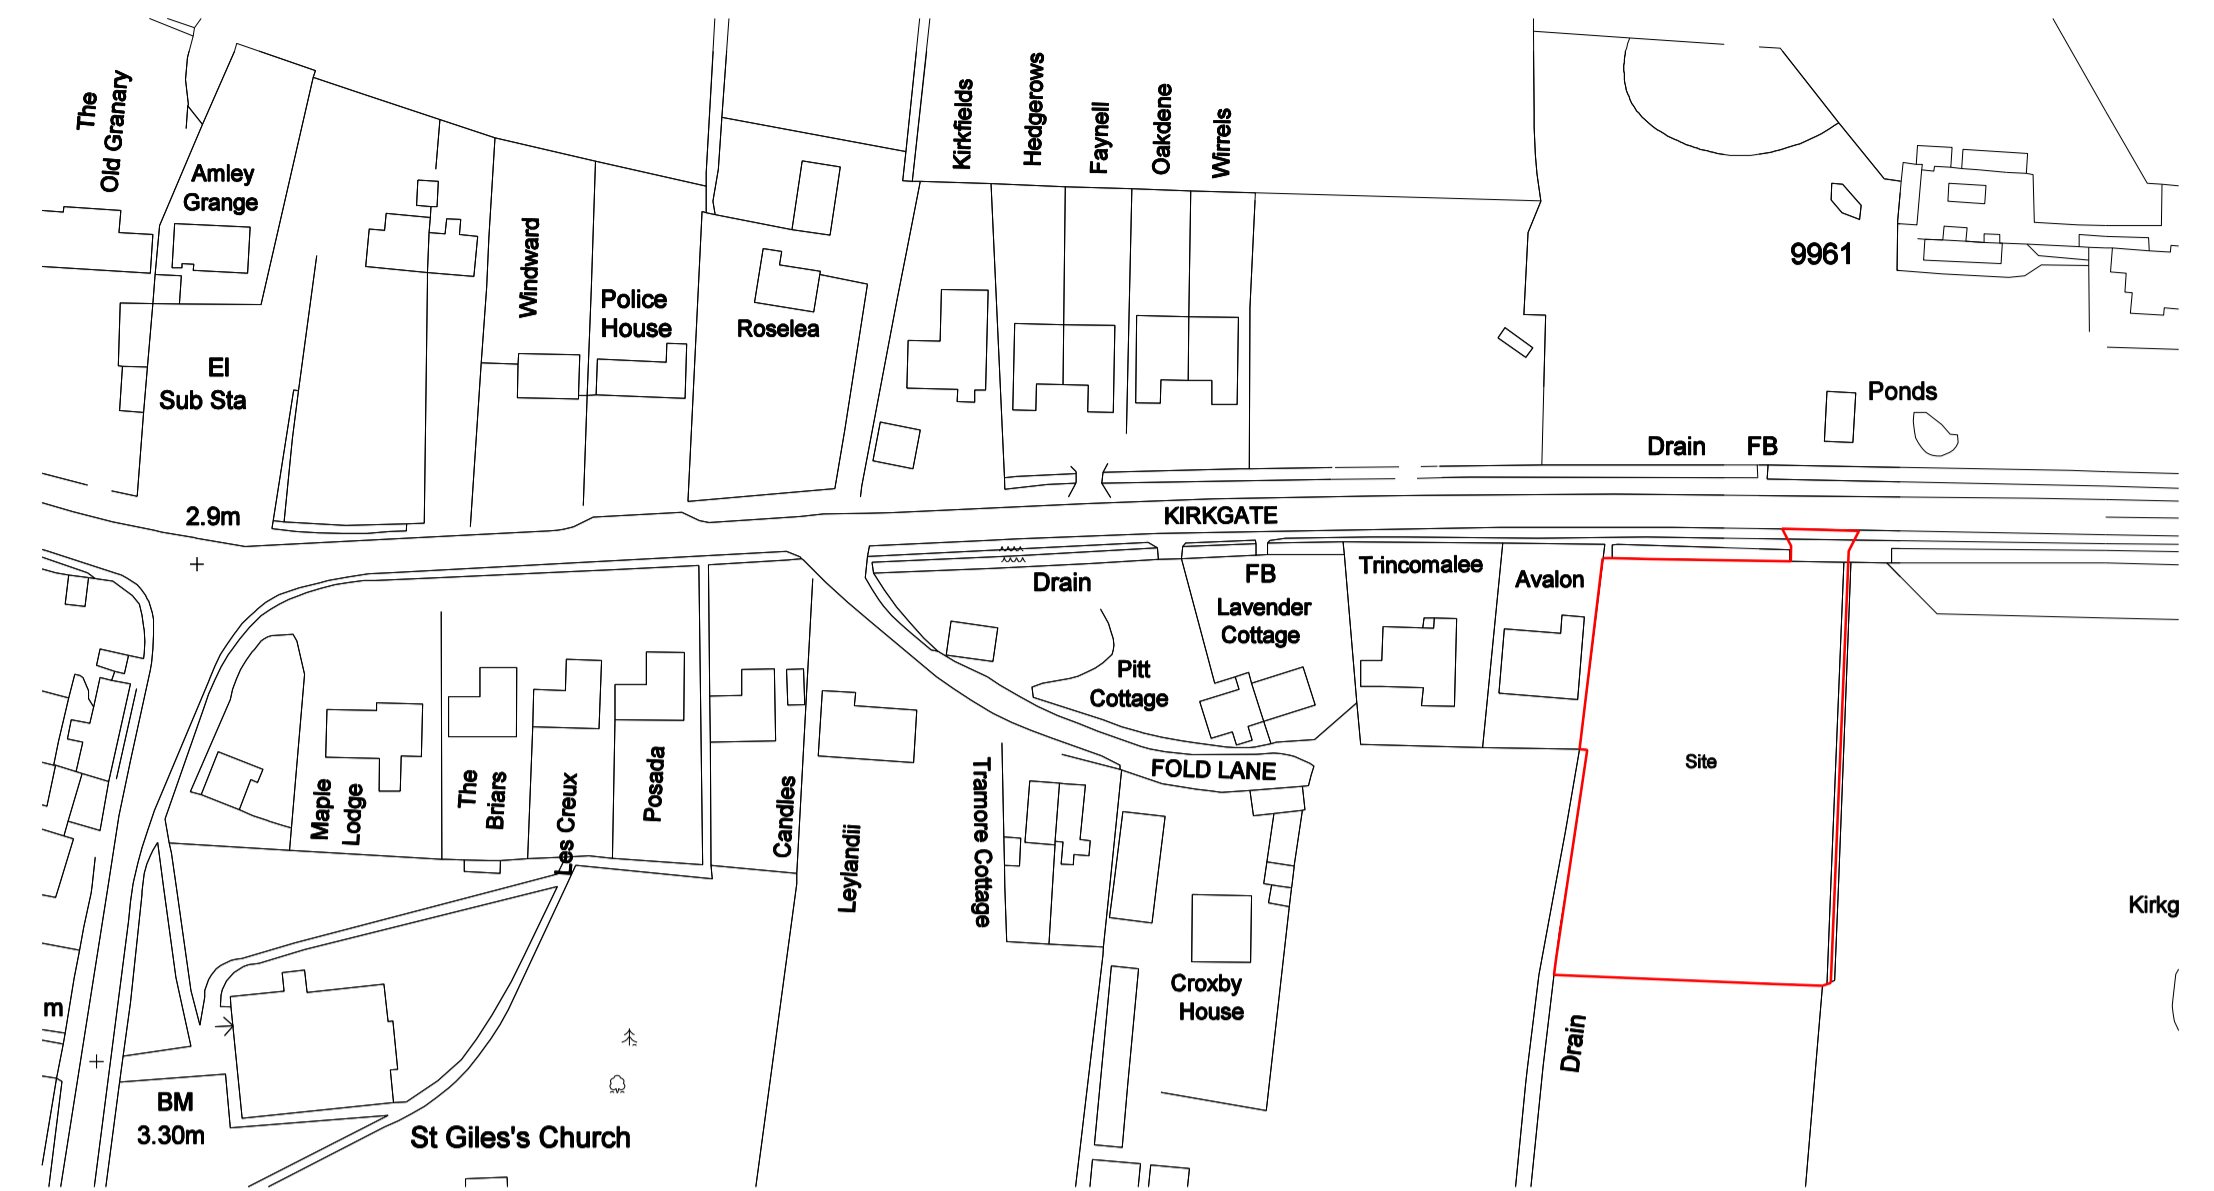 The
Old Granary
Amley
Grange
Kirkfields
Hedgerows
Faynell
Oakdene
Wirrels
Windward
Police
House
Roselea
9961
El
Sub Sta
Ponds
Drain
FB
2.9m
KIRKGATE
Drain
FB
Lavender
Cottage
Trincomalee
Avalon
Pitt
Cottage
Site
FOLD LANE
Maple
Lodge
The
Briars
Les Creux
Posada
Candles
Leylandii
Tramore Cottage
Kirkg
Croxby
House
m
Drain
BM
3.30m
St Giles's Church